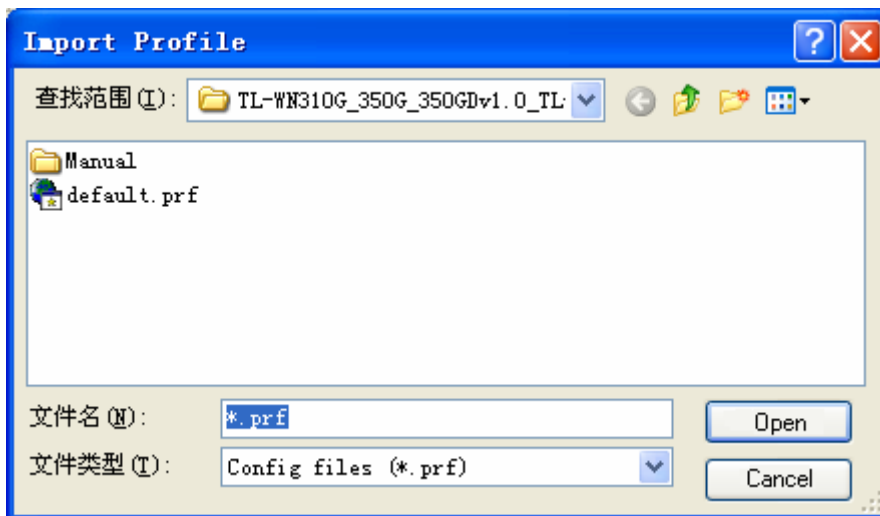 Import Profile
查找范围(I): TL-WN310G_350G_350GDv1.0_TL-
Manual
default.prf
文件名(N): *.prf Open
文件类型(T): Config files (*.prf) Cancel